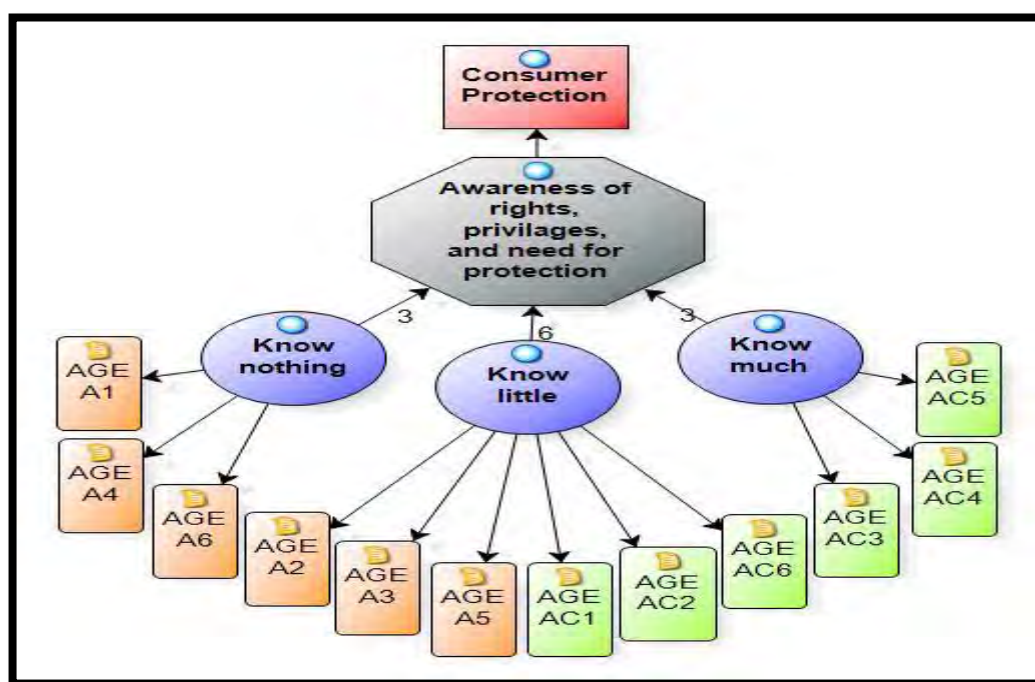 Consumer
Protection
Awareness of
rights,
privilages,
and need for
protection
3
6
3
Know
nothing
Know
little
Know
much
AGE
A1
AGE
A4
AGE
A6
AGE
A2
AGE
A3
AGE
A5
AGE
AC1
AGE
AC2
AGE
AC6
AGE
AC3
AGE
AC4
AGE
AC5